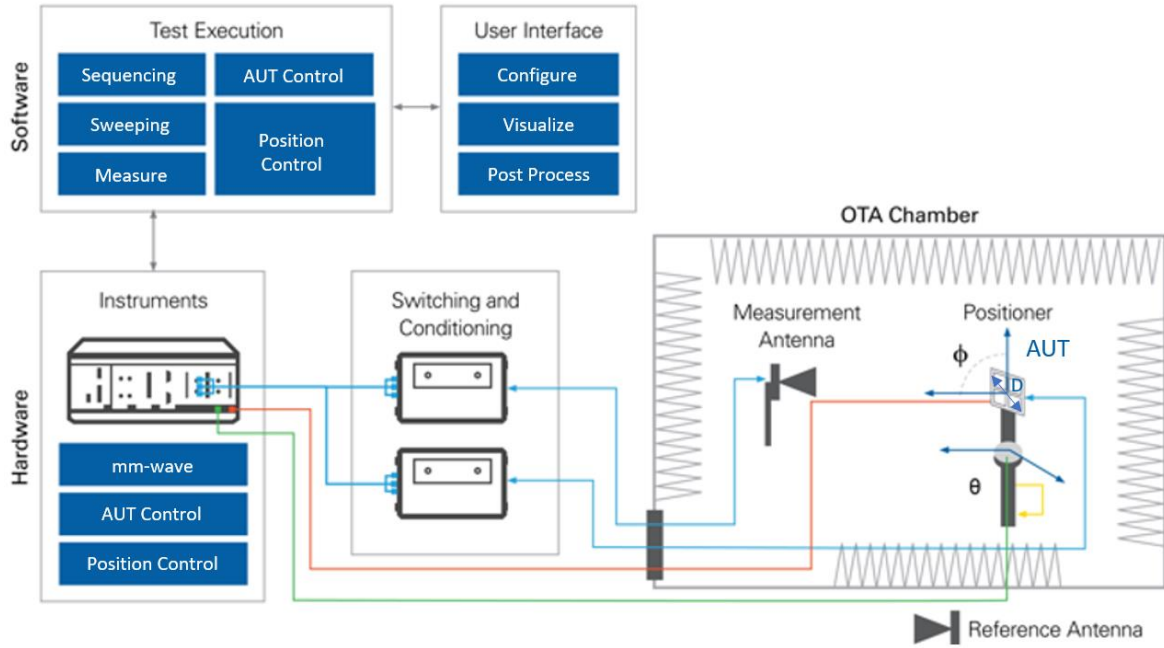 Software
Test Execution
Sequencing
AUT Control
Sweeping
Position
Control
Measure
User Interface
Configure
Visualize
Post Process
Hardware
Instruments
mm-wave
AUT Control
Position Control
Switching and
Conditioning
OTA Chamber
Measurement
Antenna
Positioner
AUT
ϕ
D
θ
Reference Antenna